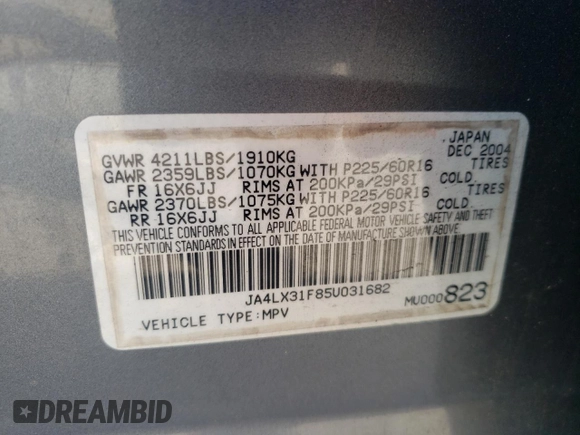 JAPAN
GVWR 4211LBS/1910KG DEC 2004
GAWR 2359LBS/1070KG WITH P225/60R16 TIRES
FR 16X6JJ RIMS AT 200KPa/29PSI COLD.
GAWR 2370LBS/1075KG WITH P225/60R16 TIRES
RR 16X6JJ RIMS AT 200KPa/29PSI COLD.
THIS VEHICLE CONFORMS TO ALL APPLICABLE FEDERAL MOTOR VEHICLE SAFETY AND THEFT
PREVENTION STANDARDS IN EFFECT ON THE DATE OF MANUFACTURE SHOWN ABOVE.
JA4LX31F85U031682
MU000823
VEHICLE TYPE:MPV
DREAMBID